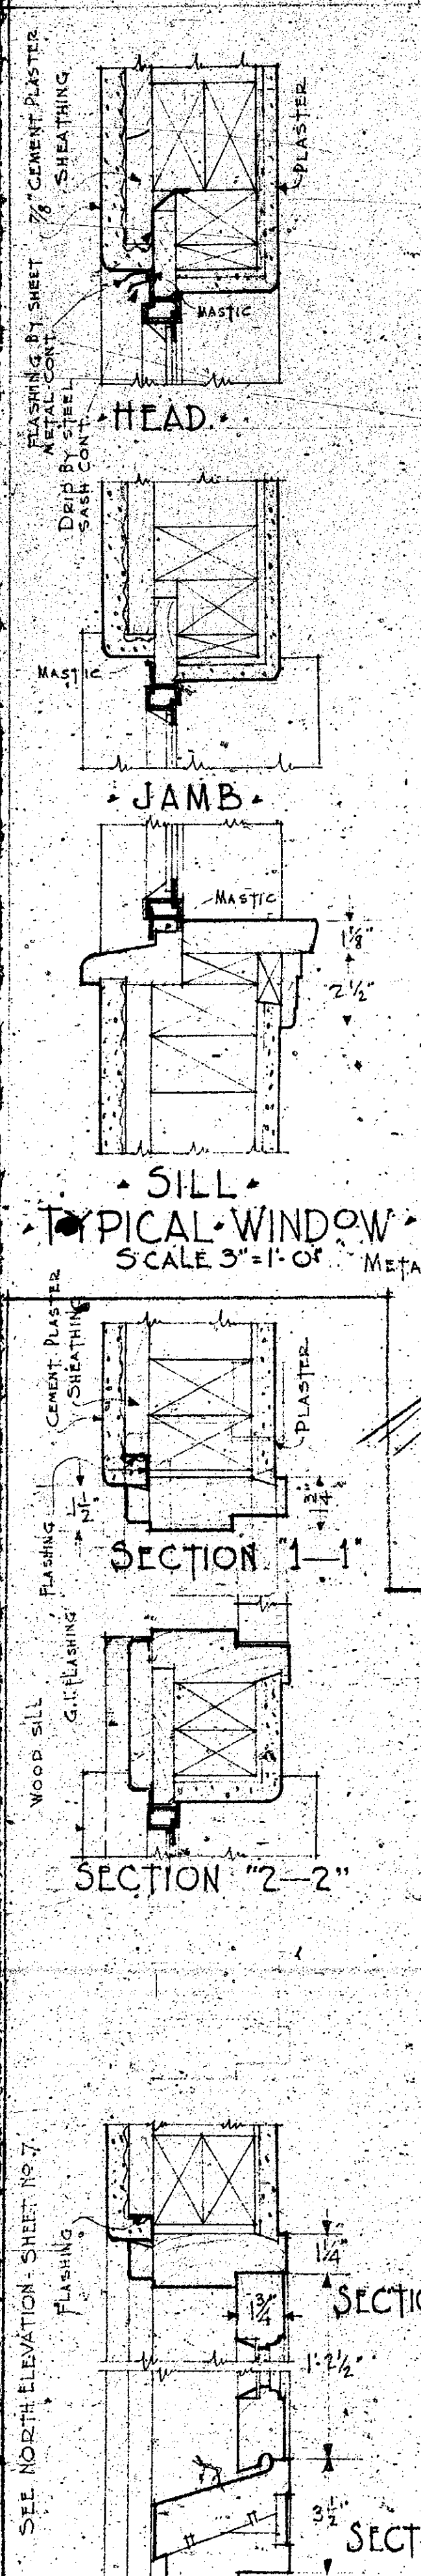 7/8" CEMENT PLASTER
SHEATHING
PLASTER
FLASHING BY SHEET
METAL CONT.
DRIP BY STEEL
SASH CONT.
MASTIC
HEAD.
MASTIC
JAMB
MASTIC
1 1/8"
2 1/2"
SILL
TYPICAL WINDOW
SCALE 3"=1'-0"
META
CEMENT PLASTER
SHEATHING
PLASTER
FLASHING
1 1/2"
1 3/4"
SECTION "1—1"
G.I. FLASHING
WOOD SILL
SECTION "2—2"
SEE NORTH ELEVATION - SHEET NO. 7.
FLASHING
1 1/4"
1 3/4"
SECTIO
1'-2 1/2"
3 1/2"
SECT